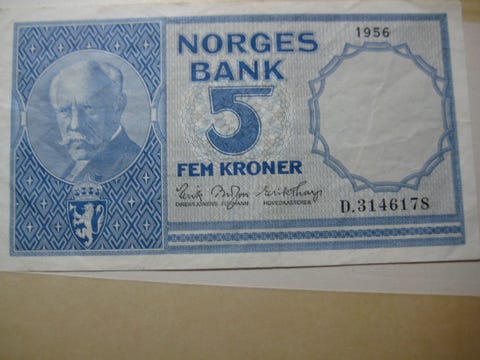 1956
NORGES
BANK
5
FEM KRONER
DIREKSJONENS FORMANN HOVEDKASSERER
D.3146178